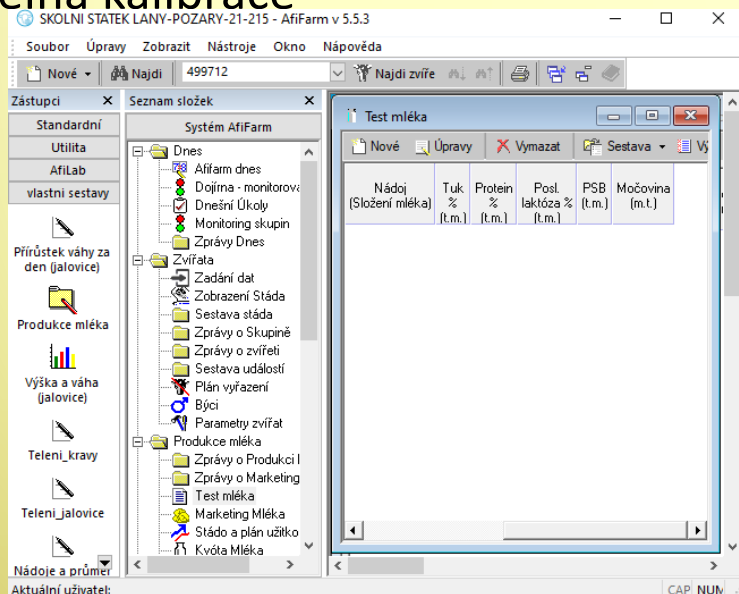 elná kalibrace
SKOLNI STATEK LANY-POZARY-21-215 - AfiFarm v 5.5.3
Soubor Úpravy Zobrazit Nástroje Okno Nápověda
Nové Najdi 499712 Najdi zvíře
Zástupci
Standardní
Utilita
AfiLab
vlastni sestavy
Přírůstek váhy za
den (jalovice)
Produkce mléka
Výška a váha
(jalovice)
Teleni_kravy
Teleni_jalovice
Nádoje a průměr
Seznam složek
Systém AfiFarm
Dnes
Afifarm dnes
Dojírna - monitorova
Dnešní Úkoly
Monitoring skupin
Zprávy Dnes
Zvířata
Zadání dat
Zobrazení Stáda
Sestava stáda
Zprávy o Skupině
Zprávy o zvířeti
Sestava událostí
Plán vyřazení
Býci
Parametry zvířat
Produkce mléka
Zprávy o Produkci
Zprávy o Marketing
Test mléka
Marketing Mléka
Stádo a plán užitko
Kvóta Mléka
Test mléka
Nové Úpravy Vymazat Sestava Vý
Nádoj Tuk Protein Posl. PSB Močovina
(Složení mléka) % % laktóza % (t.m.) (m.t.)
(t.m.) (t.m.) (t.m.)
Aktuální uživatel: CAP NUM